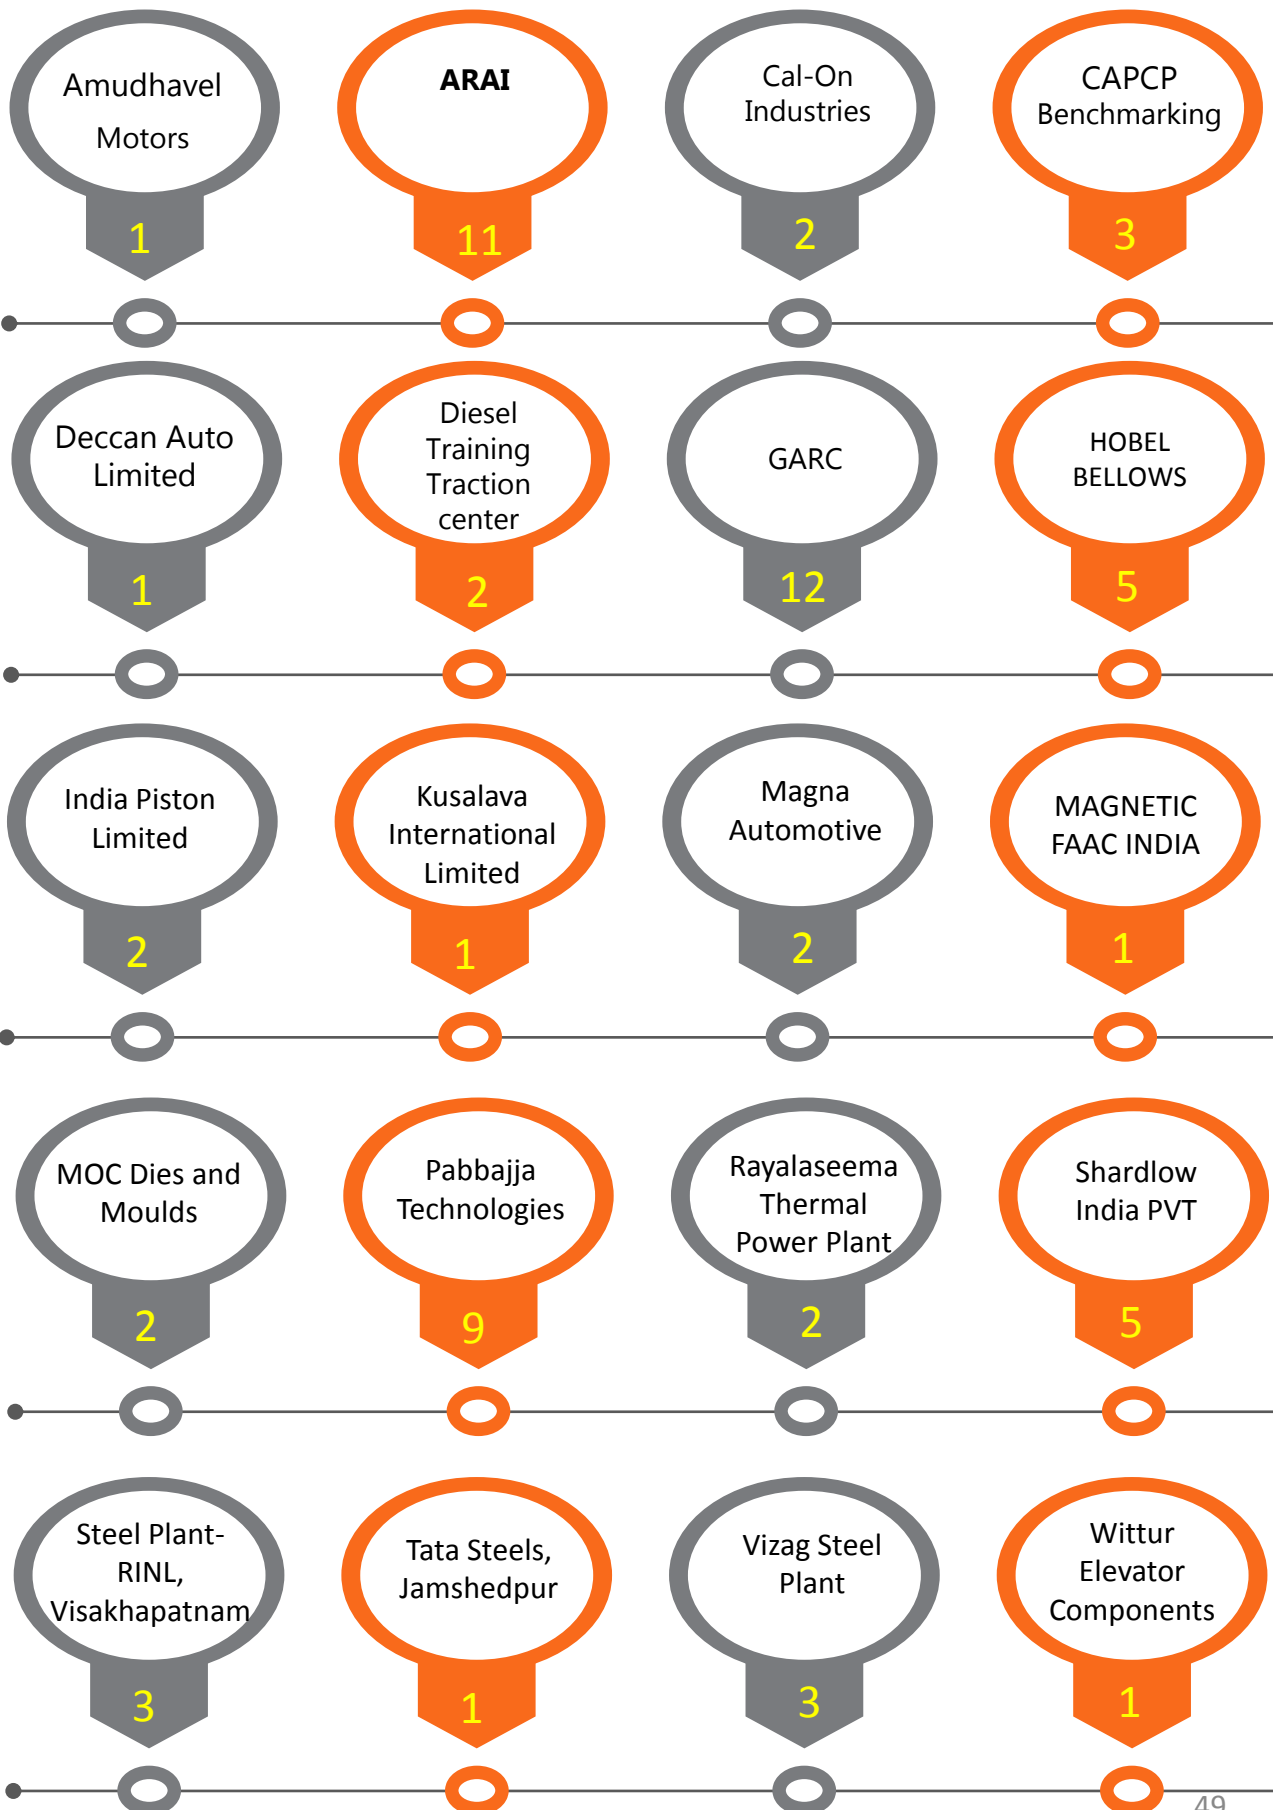 Amudhavel
Motors
1
ARAI
11
Cal-On
Industries
2
CAPCP
Benchmarking
3
Deccan Auto
Limited
1
Diesel
Training
Traction
center
2
GARC
12
HOBEL
BELLOWS
5
India Piston
Limited
2
Kusalava
International
Limited
1
Magna
Automotive
2
MAGNETIC
FAAC INDIA
1
MOC Dies and
Moulds
2
Pabbajja
Technologies
9
Rayalaseema
Thermal
Power Plant
2
Shardlow
India PVT
5
Steel Plant-
RINL,
Visakhapatnam
3
Tata Steels,
Jamshedpur
1
Vizag Steel
Plant
3
Wittur
Elevator
Components
1
49